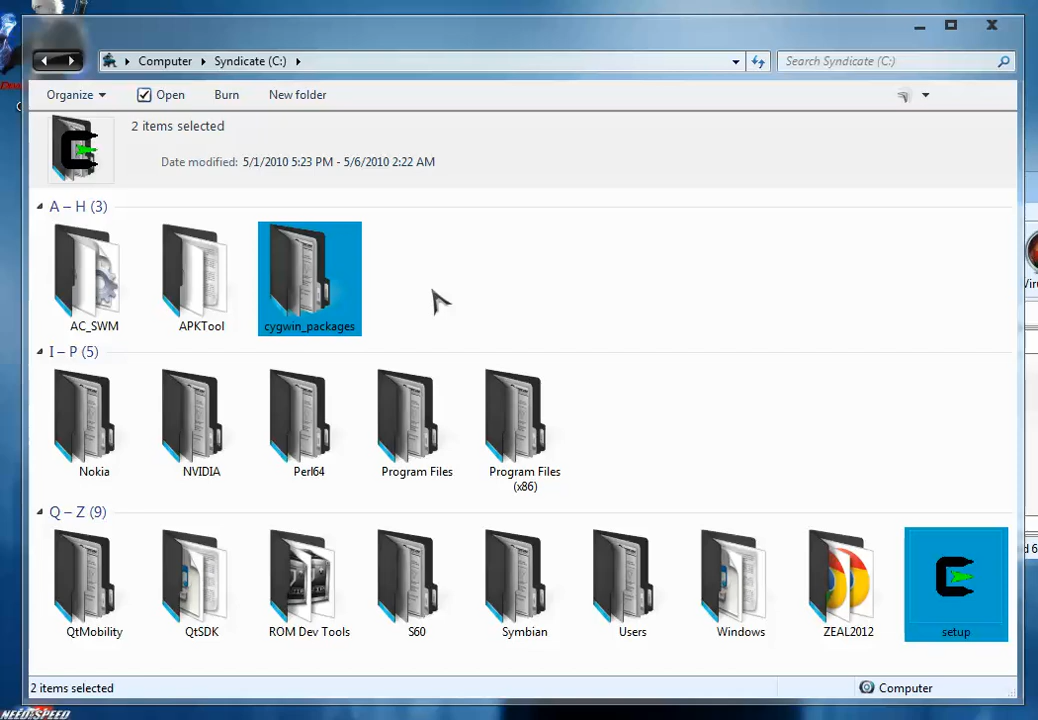 Computer
Syndicate (C:)
Search Syndicate (C:)
Organize
Open
Burn
New folder
2 items selected
Date modified: 5/1/2010 5:23 PM - 5/6/2010 2:22 AM
A – H (3)
AC_SWM
APKTool
cygwin_packages
I – P (5)
Nokia
NVIDIA
Perl64
Program Files
Program Files
(x86)
Q – Z (9)
QtMobility
QtSDK
ROM Dev Tools
S60
Symbian
Users
Windows
ZEAL2012
setup
2 items selected
Computer
NEED SPEED